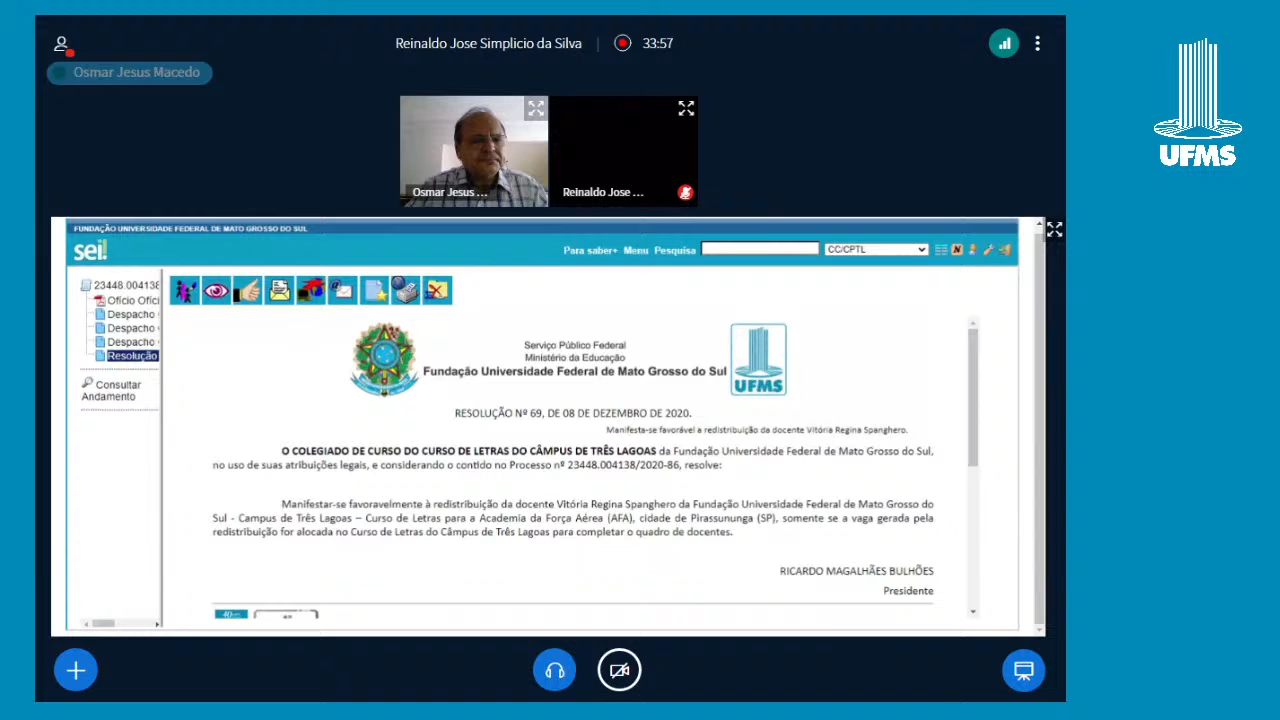 Reinaldo Jose Simplicio da Silva
33:57
Osmar Jesus Macedo
UFMS
Osmar Jesus ...
Reinaldo Jose ...
FUNDAÇÃO UNIVERSIDADE FEDERAL DE MATO GROSSO DO SUL
sei!
Para saber+ Menu Pesquisa
CC/CPTL
23448.004138
Ofício Ofici
Despacho
Despacho
Despacho
Resolução
Consultar
Andamento
Serviço Público Federal
Ministério da Educação
Fundação Universidade Federal de Mato Grosso do Sul
UFMS
RESOLUÇÃO Nº 69, DE 08 DE DEZEMBRO DE 2020.
Manifesta-se favorável a redistribuição da docente Vitória Regina Spanghero.
O COLEGIADO DE CURSO DO CURSO DE LETRAS DO CÂMPUS DE TRÊS LAGOAS da Fundação Universidade Federal de Mato Grosso do Sul,
no uso de suas atribuições legais, e considerando o contido no Processo nº 23448.004138/2020-86, resolve:
Manifestar-se favoravelmente à redistribuição da docente Vitória Regina Spanghero da Fundação Universidade Federal de Mato Grosso do
Sul - Campus de Três Lagoas – Curso de Letras para a Academia da Força Aérea (AFA), cidade de Pirassununga (SP), somente se a vaga gerada pela
redistribuição for alocada no Curso de Letras do Câmpus de Três Lagoas para completar o quadro de docentes.
RICARDO MAGALHÃES BULHÕES
Presidente